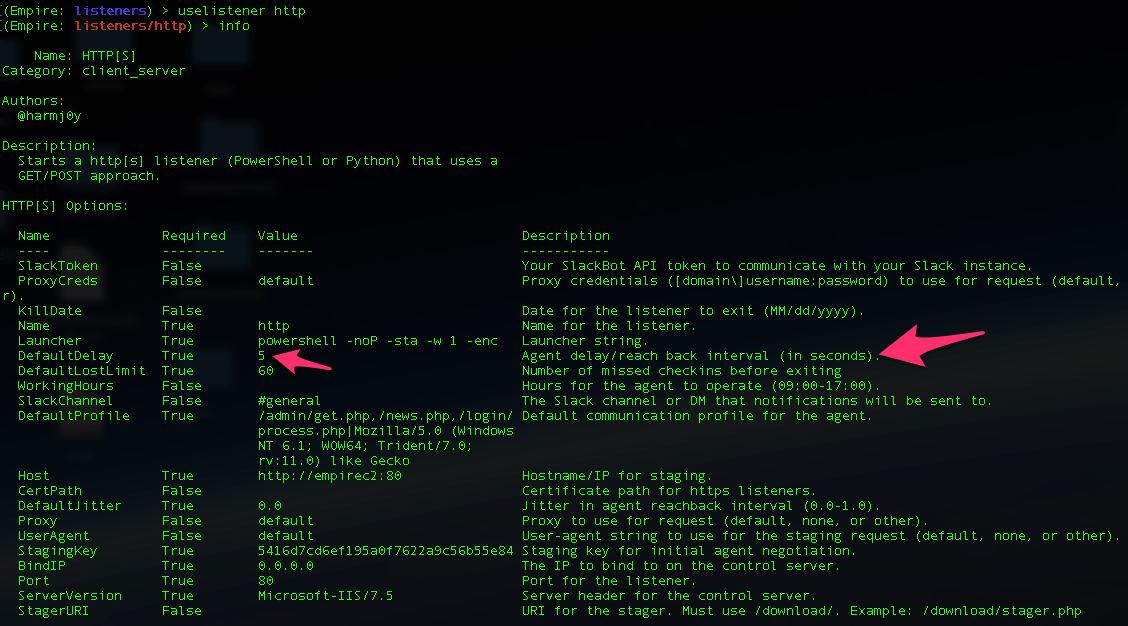 (Empire: listeners) > uselistener http
(Empire: listeners/http) > info
Name: HTTP[S]
Category: client_server
Authors:
@harmj0y
Description:
Starts a http[s] listener (PowerShell or Python) that uses a
GET/POST approach.
HTTP[S] Options:
Name Required Value Description
---- -------- ------- -----------
SlackToken False Your SlackBot API token to communicate with your Slack instance.
ProxyCreds False default Proxy credentials ([domain\]username:password) to use for request (default,
r).
KillDate False Date for the listener to exit (MM/dd/yyyy).
Name True http Name for the listener.
Launcher True powershell -noP -sta -w 1 -enc Launcher string.
DefaultDelay True 5 Agent delay/reach back interval (in seconds).
DefaultLostLimit True 60 Number of missed checkins before exiting
WorkingHours False Hours for the agent to operate (09:00-17:00).
SlackChannel False #general The Slack channel or DM that notifications will be sent to.
DefaultProfile True /admin/get.php,/news.php,/login/ Default communication profile for the agent.
process.php|Mozilla/5.0 (Windows
NT 6.1; WOW64; Trident/7.0;
rv:11.0) like Gecko
Host True http://empirec2:80 Hostname/IP for staging.
CertPath False Certificate path for https listeners.
DefaultJitter True 0.0 Jitter in agent reachback interval (0.0-1.0).
Proxy False default Proxy to use for request (default, none, or other).
UserAgent False default User-agent string to use for the staging request (default, none, or other).
StagingKey True 5416d7cd6ef195a0f7622a9c56b55e84 Staging key for initial agent negotiation.
BindIP True 0.0.0.0 The IP to bind to on the control server.
Port True 80 Port for the listener.
ServerVersion True Microsoft-IIS/7.5 Server header for the control server.
StagerURI False URI for the stager. Must use /download/. Example: /download/stager.php